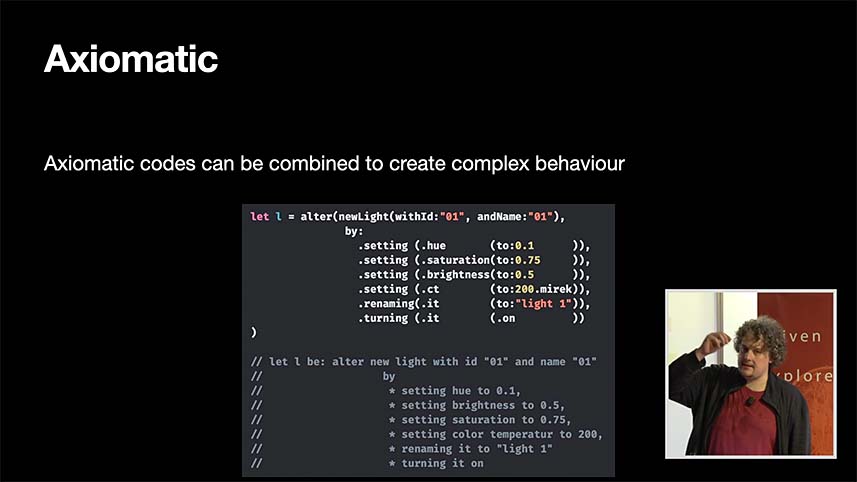 Axiomatic
Axiomatic codes can be combined to create complex behaviour
let l = alter(newLight(withId:"01", andName:"01"),
by:
.setting (.hue (to:0.1 )),
.setting (.saturation(to:0.75 )),
.setting (.brightness(to:0.5 )),
.setting (.ct (to:200.mirek)),
.renaming(.it (to:"light 1")),
.turning (.it (.on ))
)
// let l be: alter new light with id "01" and name "01"
// by
// * setting hue to 0.1,
// * setting brightness to 0.5,
// * setting saturation to 0.75,
// * setting color temperatur to 200,
// * renaming it to "light 1"
// * turning it on
iven
xplore